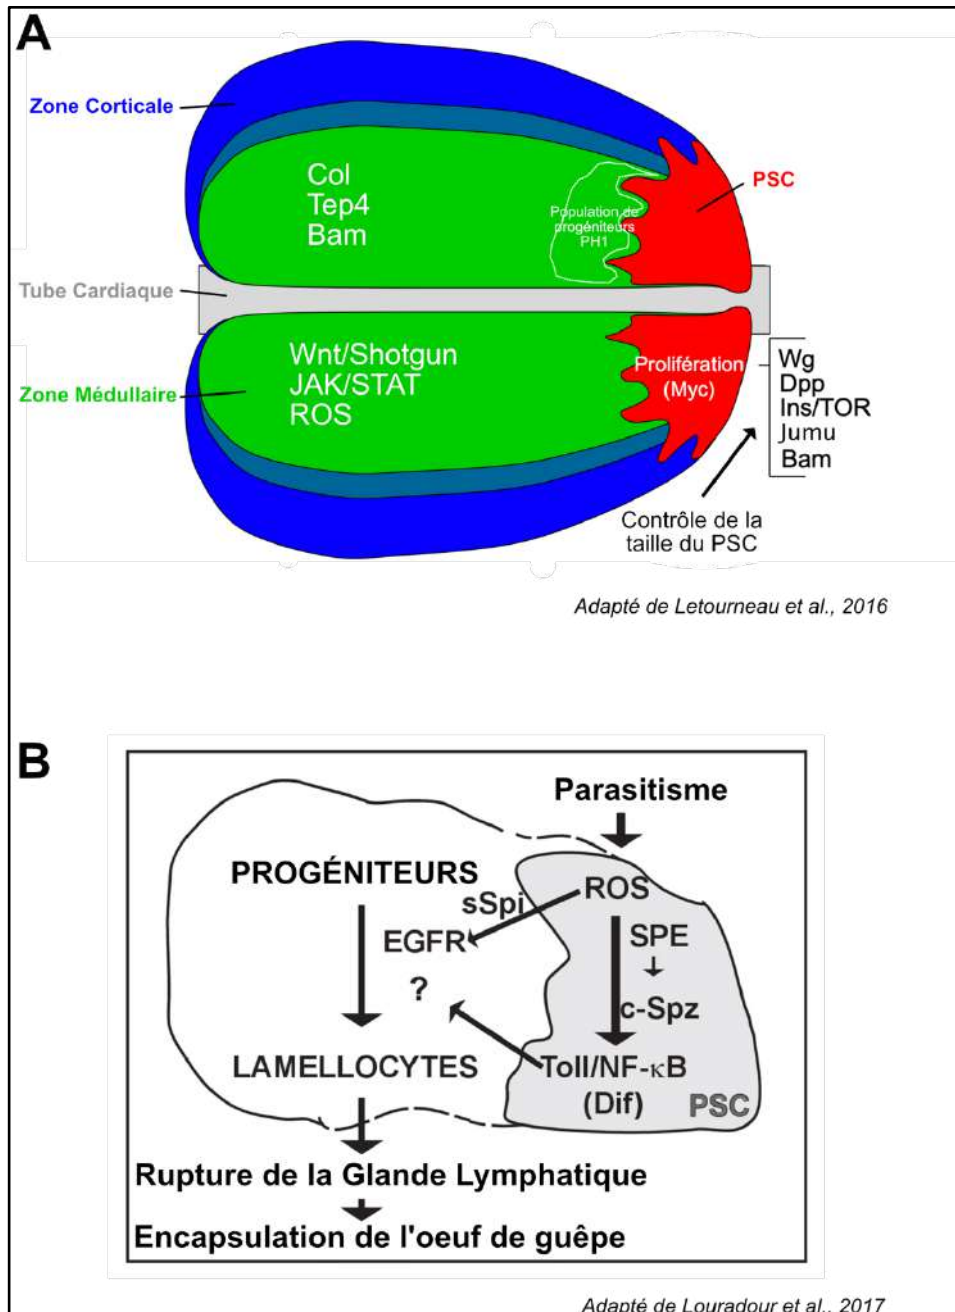 A
Zone Corticale
Col
Tep4
Bam
Population de
progéniteurs
PH1
PSC
Tube Cardiaque
Zone Médullaire
Wnt/Shotgun
JAK/STAT
ROS
Prolifération
(Myc)
Wg
Dpp
Ins/TOR
Jumu
Bam
Contrôle de la
taille du PSC
Adapté de Letourneau et al., 2016
B
Parasitisme
PROGÉNITEURS
ROS
sSpi
EGFR
SPE
?
c-Spz
LAMELLOCYTES
Toll/NF-κB
(Dif)
PSC
Rupture de la Glande Lymphatique
Encapsulation de l'oeuf de guêpe
Adapté de Louradour et al., 2017